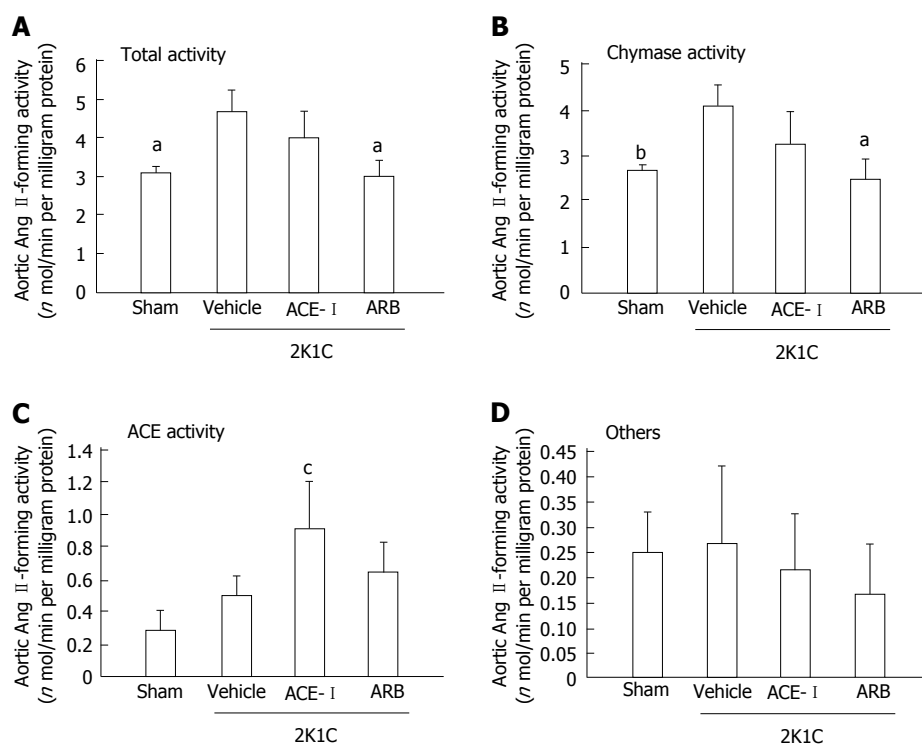 A
Total activity
Aortic Ang Ⅱ-forming activity
(n mol/min per milligram protein)
6
5
4
3
2
1
0
a
a
Sham
Vehicle
ACE- Ⅰ
ARB
2K1C
B
Chymase activity
Aortic Ang Ⅱ-forming activity
(n mol/min per milligram protein)
5
4
3
2
1
0
b
a
Sham
Vehicle
ACE- Ⅰ
ARB
2K1C
C
ACE activity
Aortic Ang Ⅱ-forming activity
(n mol/min per milligram protein)
1.4
1.2
1.0
0.8
0.6
0.4
0.2
0
c
Sham
Vehicle
ACE- Ⅰ
ARB
2K1C
D
Others
Aortic Ang Ⅱ-forming activity
(n mol/min per milligram protein)
0.45
0.40
0.35
0.30
0.25
0.20
0.15
0.10
0.05
0
Sham
Vehicle
ACE- Ⅰ
ARB
2K1C